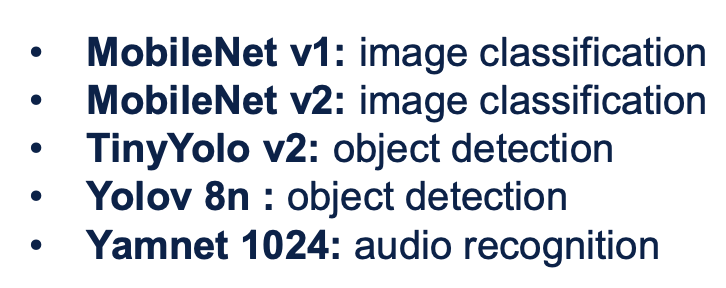 • MobileNet v1: image classification
• MobileNet v2: image classification
• TinyYolo v2: object detection
• Yolov 8n : object detection
• Yamnet 1024: audio recognition